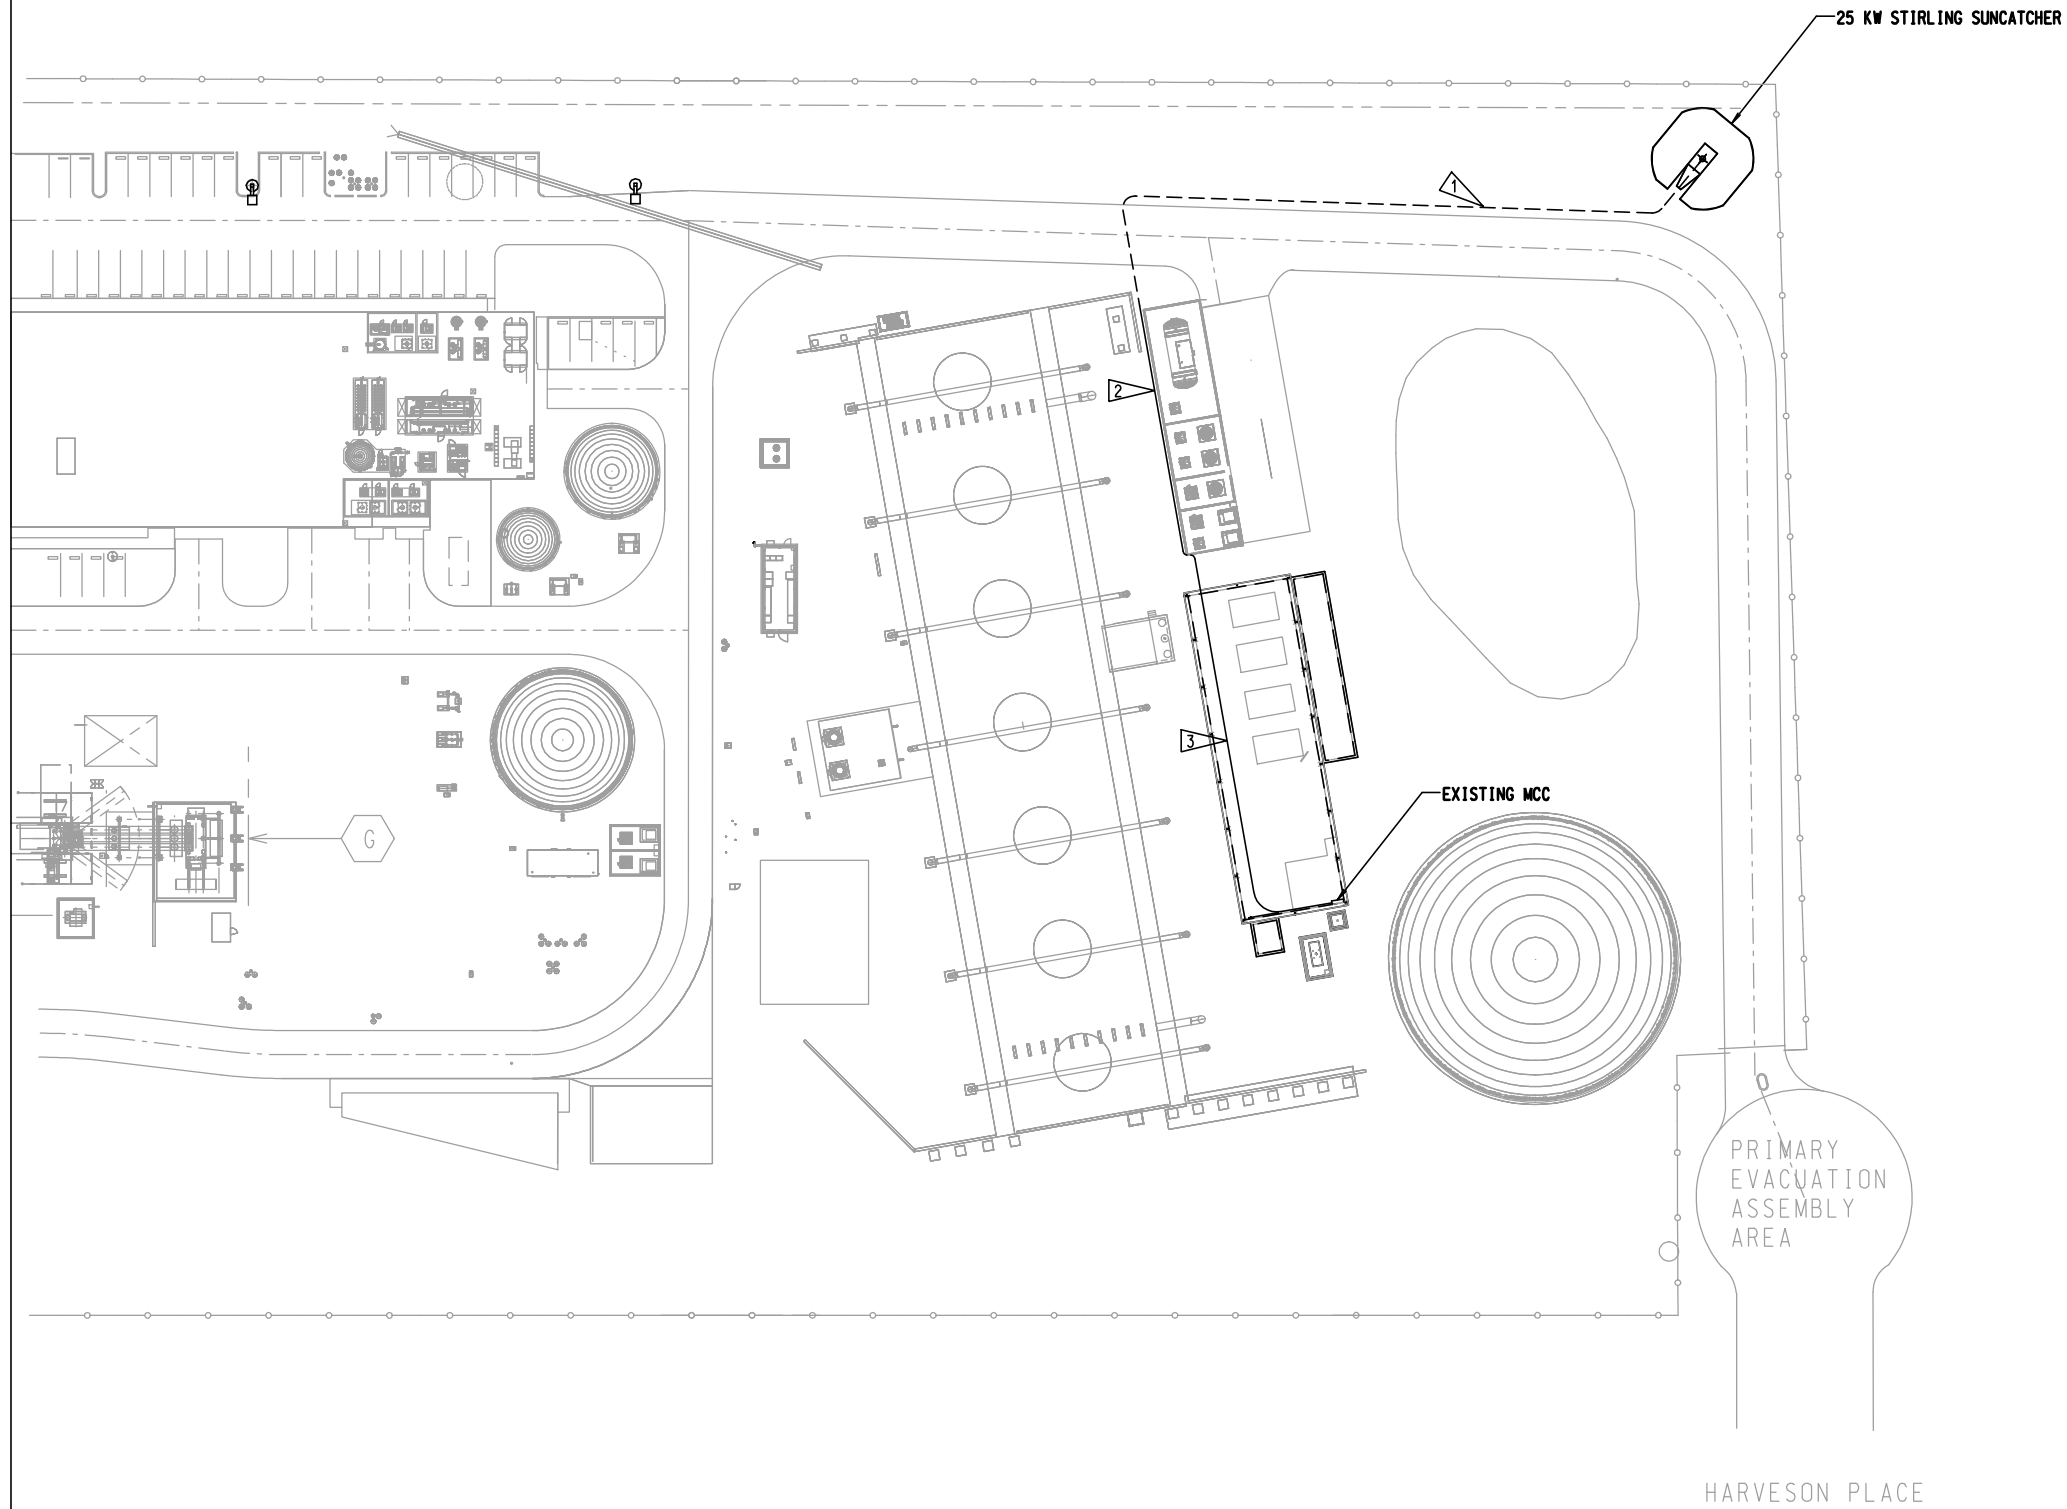 25 KW STIRLING SUNCATCHER
1
2
3
EXISTING MCC
G
PRIMARY
EVACUATION
ASSEMBLY
AREA
HARVESON PLACE